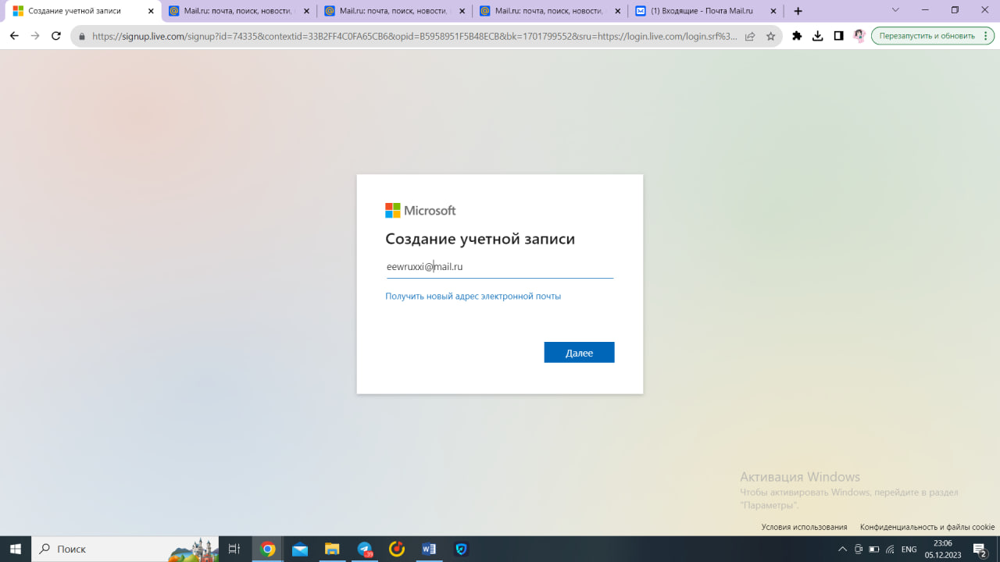 Создание учетной записи
Mail.ru: почта, поиск, новости,
Mail.ru: почта, поиск, новости,
Mail.ru: почта, поиск, новости,
(1) Входящие - Почта Mail.ru
https://signup.live.com/signup?id=74335&contextid=33B2FF4C0FA65CB6&opid=B5958951F5B48ECB&bk=1701799552&sru=https://login.live.com/login.srf%3...
Перезапустить и обновить
Microsoft
Создание учетной записи
eewruxxi@mail.ru
Получить новый адрес электронной почты
Далее
Активация Windows
Чтобы активировать Windows, перейдите в раздел
"Параметры".
Условия использования
Конфиденциальность и файлы cookie
Поиск
39
ENG
23:06
05.12.2023
2